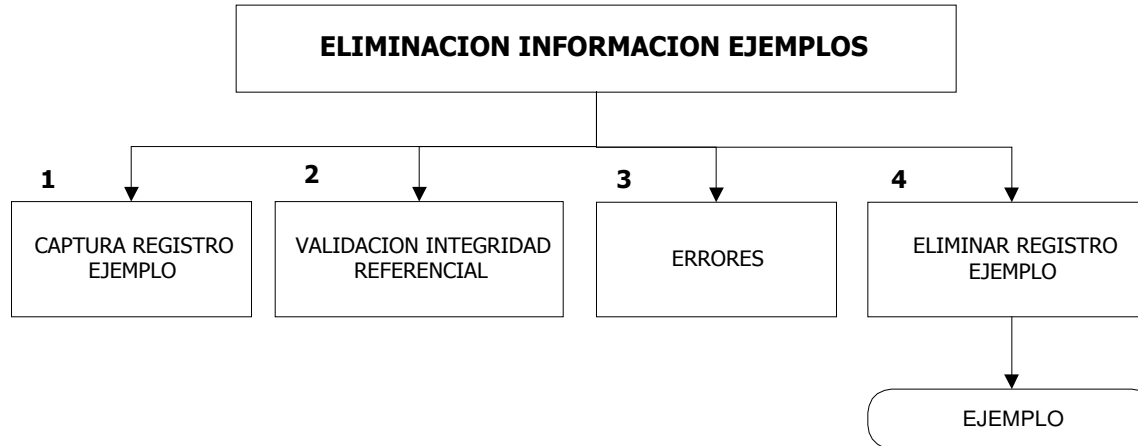 ELIMINACION INFORMACION EJEMPLOS
1
2
3
4
CAPTURA REGISTRO
EJEMPLO
VALIDACION INTEGRIDAD
REFERENCIAL
ERRORES
ELIMINAR REGISTRO
EJEMPLO
EJEMPLO